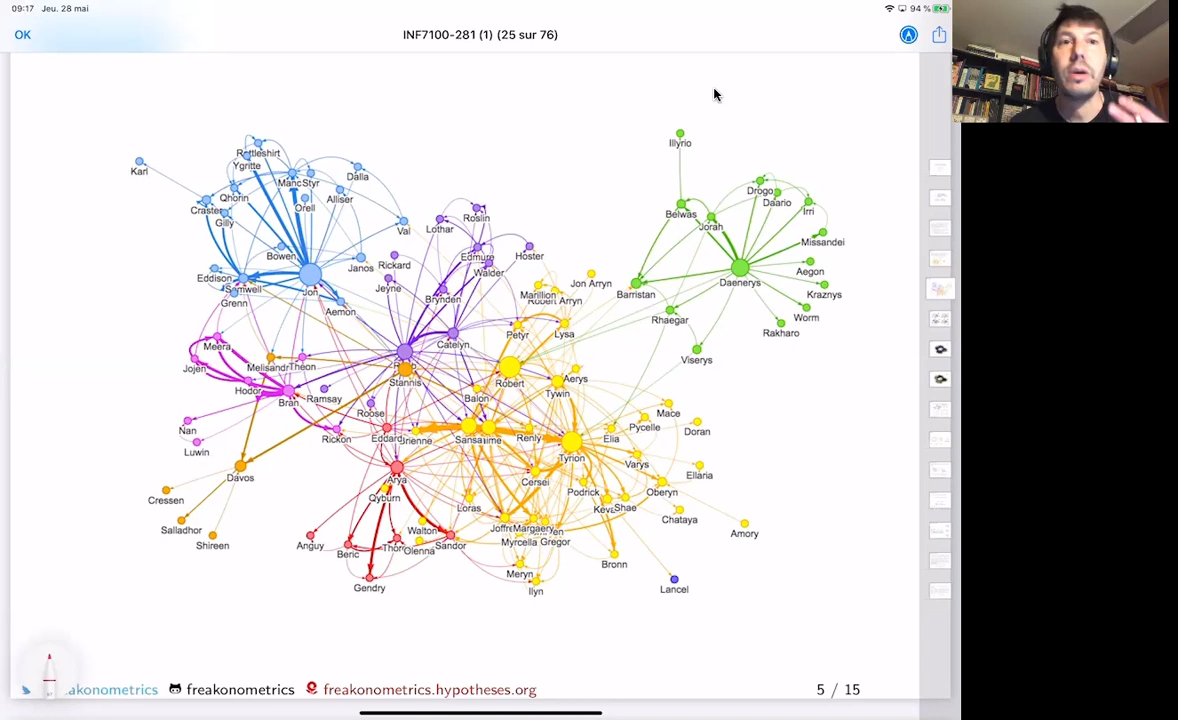 09:17 Jeu. 28 mai
94 %
OK
INF7100-281 (1) (25 sur 76)
Illyrio
Karl
Rattleshirt
Ygritte
Dalla
Styr
Qhorin
Orell
Alliser
Craster
Gilly
Val
Bowen
Janos
Eddison
Samwell
Jon
Grenn
Aemon
Roslin
Lothar
Edmure
Hoster
Walder
Rickard
Jeyne
Brynden
Catelyn
Drogo
Daario
Irri
Belwas
Jorah
Missandei
Aegon
Daenerys
Kraznys
Barristan
Worm
Rhaegar
Rakharo
Viserys
Jon Arryn
Marillion
Robert Arryn
Petyr
Lysa
Meera
Jojen
Melisandre
Theon
Hodor
Bran
Ramsay
Stannis
Robert
Aerys
Tywin
Balon
Roose
Nan
Luwin
Rickon
Eddard
Sansa
Renly
Elia
Mace
Pycelle
Doran
Tyrion
Varys
Davos
Arya
Cersei
Ellaria
Cressen
Qyburn
Podrick
Oberyn
Loras
Shae
Chataya
Salladhor
Walton
Joffrey
Margaery
Amory
Shireen
Anguy
Beric
Olenna
Sandor
Myrcella
Gregor
Bronn
Gendry
Meryn
Ilyn
Lancel
akonometrics freakonometrics freakonometrics.hypotheses.org 5 / 15